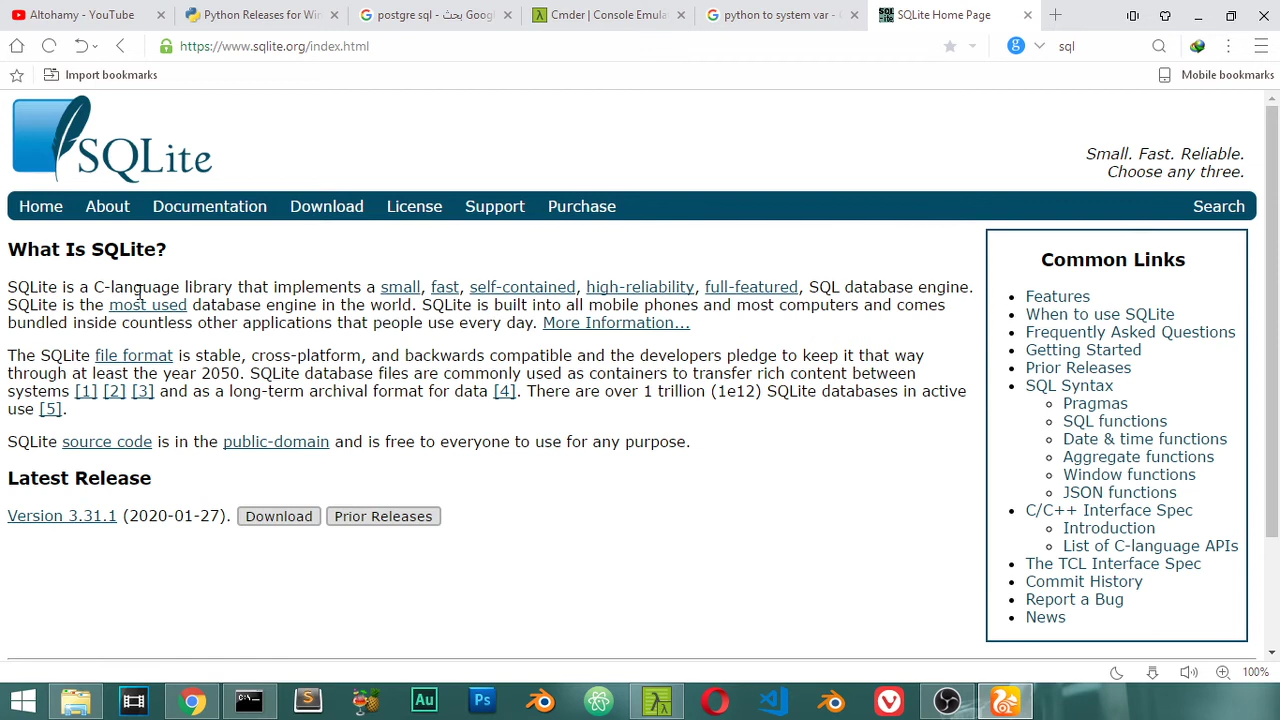 Altohamy - YouTube
Python Releases for Win
postgre sql - بحث Goog
Cmder | Console Emula
python to system var -
SQLite Home Page
https://www.sqlite.org/index.html
sql
Import bookmarks
Mobile bookmarks
SQLite
Small. Fast. Reliable.
Choose any three.
Home About Documentation Download License Support Purchase Search
What Is SQLite?
SQLite is a C-language library that implements a small, fast, self-contained, high-reliability, full-featured, SQL database engine.
SQLite is the most used database engine in the world. SQLite is built into all mobile phones and most computers and comes
bundled inside countless other applications that people use every day. More Information...
The SQLite file format is stable, cross-platform, and backwards compatible and the developers pledge to keep it that way
through at least the year 2050. SQLite database files are commonly used as containers to transfer rich content between
systems [1] [2] [3] and as a long-term archival format for data [4]. There are over 1 trillion (1e12) SQLite databases in active
use [5].
SQLite source code is in the public-domain and is free to everyone to use for any purpose.
Latest Release
Version 3.31.1 (2020-01-27). Download Prior Releases
Common Links
Features
When to use SQLite
Frequently Asked Questions
Getting Started
Prior Releases
SQL Syntax
Pragmas
SQL functions
Date & time functions
Aggregate functions
Window functions
JSON functions
C/C++ Interface Spec
Introduction
List of C-language APIs
The TCL Interface Spec
Commit History
Report a Bug
News
100%
Au
Ps